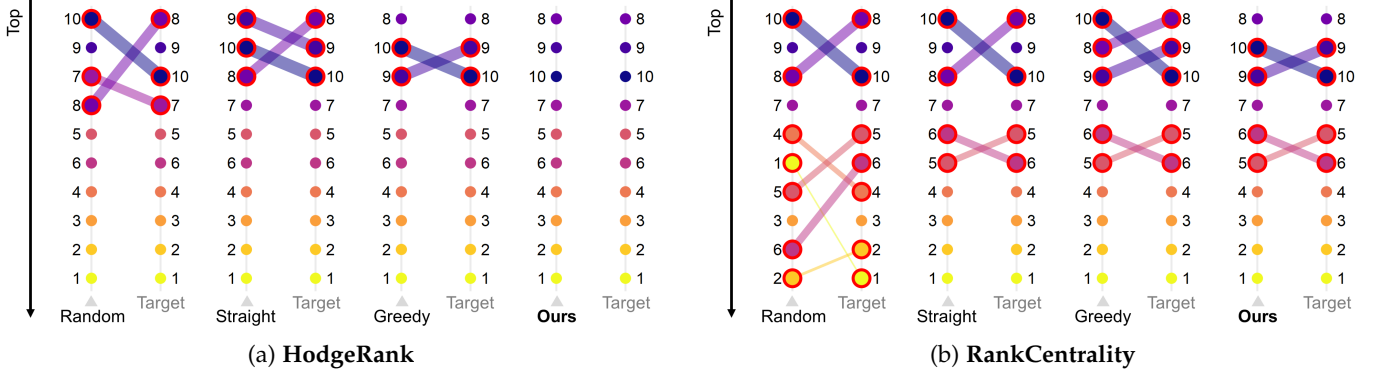 Top
10 8 9 8 8 8 8 8
9 9 10 9 10 9 9 9
7 10 8 10 9 10 10 10
8 7 7 7 7 7 7 7
5 5 5 5 5 5 5 5
6 6 6 6 6 6 6 6
4 4 4 4 4 4 4 4
3 3 3 3 3 3 3 3
2 2 2 2 2 2 2 2
1 1 1 1 1 1 1 1
Random Target Straight Target Greedy Target Ours Target
(a) HodgeRank
Top
10 8 10 8 10 8 8 8
9 9 9 9 8 9 10 9
8 10 8 10 9 10 9 10
7 7 7 7 7 7 7 7
4 5 6 5 6 5 6 5
1 6 5 6 5 6 5 6
5 4 4 4 4 4 4 4
3 3 3 3 3 3 3 3
6 2 2 2 2 2 2 2
2 1 1 1 1 1 1 1
Random Target Straight Target Greedy Target Ours Target
(b) RankCentrality